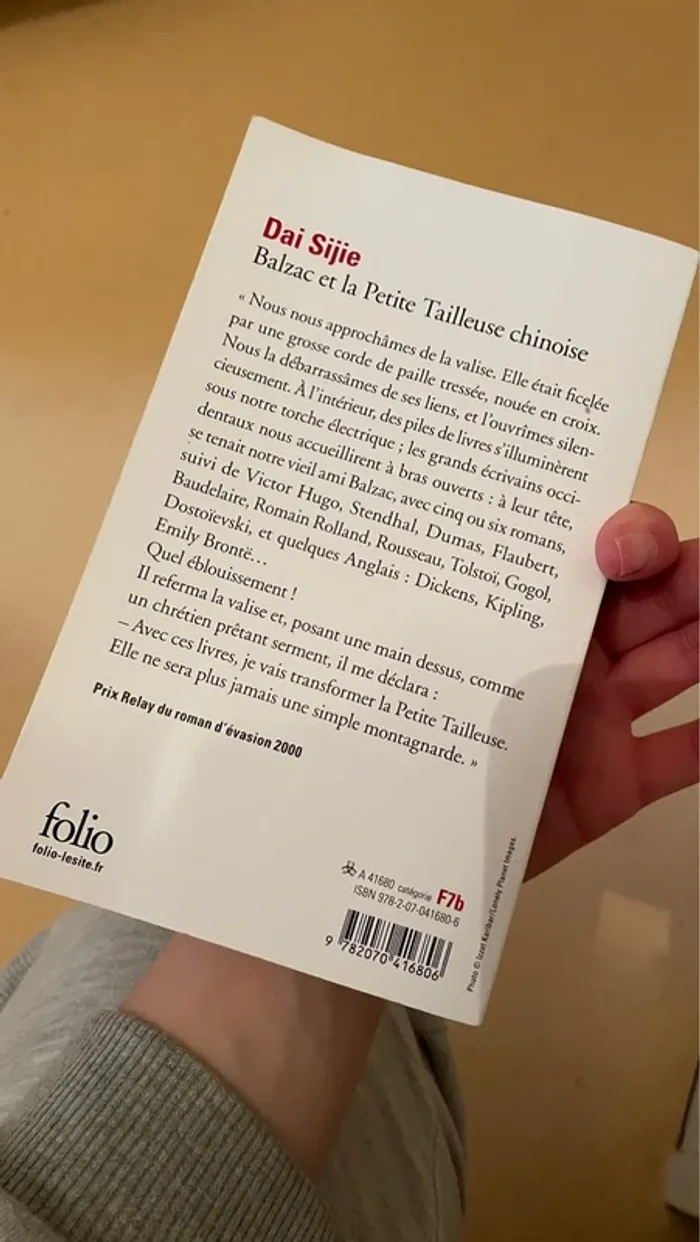 Dai Sijie
Balzac et la Petite Tailleuse chinoise
« Nous nous approchâmes de la valise. Elle était ficelée
par une grosse corde de paille tressée, nouée en croix.
Nous la débarrassâmes de ses liens, et l'ouvrîmes silen-
cieusement. À l'intérieur, des piles de livres s'illuminèrent
sous notre torche électrique ; les grands écrivains occi-
dentaux nous accueillirent à bras ouverts : à leur tête,
se tenait notre vieil ami Balzac, avec cinq ou six romans,
suivi de Victor Hugo, Stendhal, Dumas, Flaubert,
Baudelaire, Romain Rolland, Rousseau, Tolstoï, Gogol,
Dostoïevski, et quelques Anglais : Dickens, Kipling,
Emily Brontë...
Quel éblouissement !
Il referma la valise et, posant une main dessus, comme
un chrétien prêtant serment, il me déclara :
– Avec ces livres, je vais transformer la Petite Tailleuse.
Elle ne sera plus jamais une simple montagnarde. »
Prix Relay du roman d'évasion 2000
folio
folio-lesite.fr
A 41680 catégorie F7b
ISBN 978-2-07-041680-6
9 782070 416806
Photo © Izzet Keribar/Lonely Planet Images.